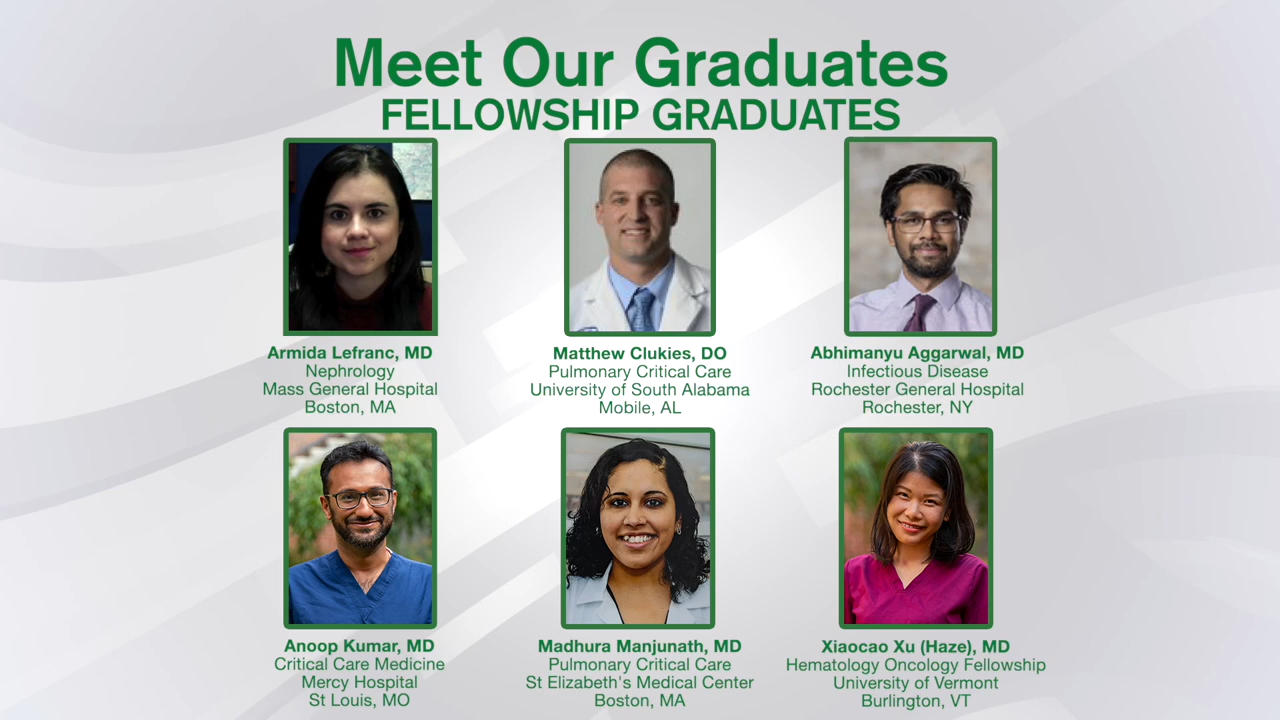 Meet Our Graduates
FELLOWSHIP GRADUATES
Armida Lefranc, MD
Nephrology
Mass General Hospital
Boston, MA
Matthew Clukies, DO
Pulmonary Critical Care
University of South Alabama
Mobile, AL
Abhimanyu Aggarwal, MD
Infectious Disease
Rochester General Hospital
Rochester, NY
Anoop Kumar, MD
Critical Care Medicine
Mercy Hospital
St Louis, MO
Madhura Manjunath, MD
Pulmonary Critical Care
St Elizabeth's Medical Center
Boston, MA
Xiaocao Xu (Haze), MD
Hematology Oncology Fellowship
University of Vermont
Burlington, VT